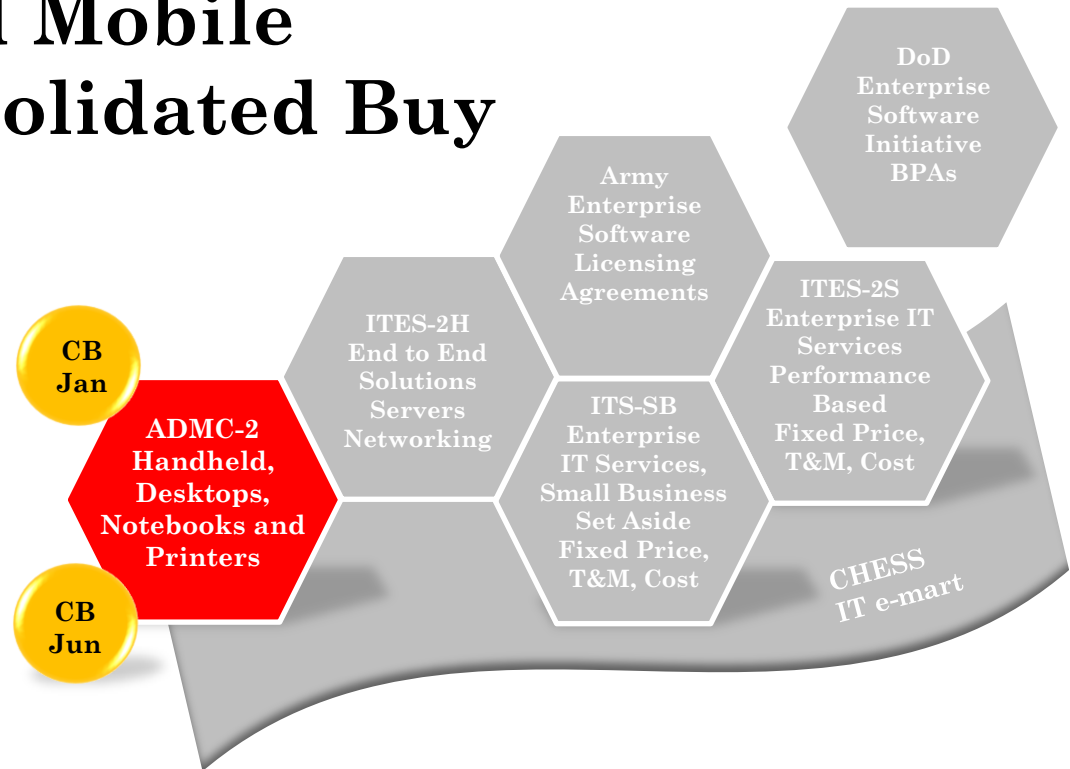 Mobile
olidated Buy
DoD
Enterprise
Software
Initiative
BPAs
Army
Enterprise
Software
Licensing
Agreements
ITES-2H
End to End
Solutions
Servers
Networking
ITES-2S
Enterprise IT
Services
Performance
Based
Fixed Price,
T&M, Cost
CB
Jan
ADMC-2
Handheld,
Desktops,
Notebooks and
Printers
ITS-SB
Enterprise
IT Services,
Small Business
Set Aside
Fixed Price,
T&M, Cost
CB
Jun
CHESS
IT e-mart